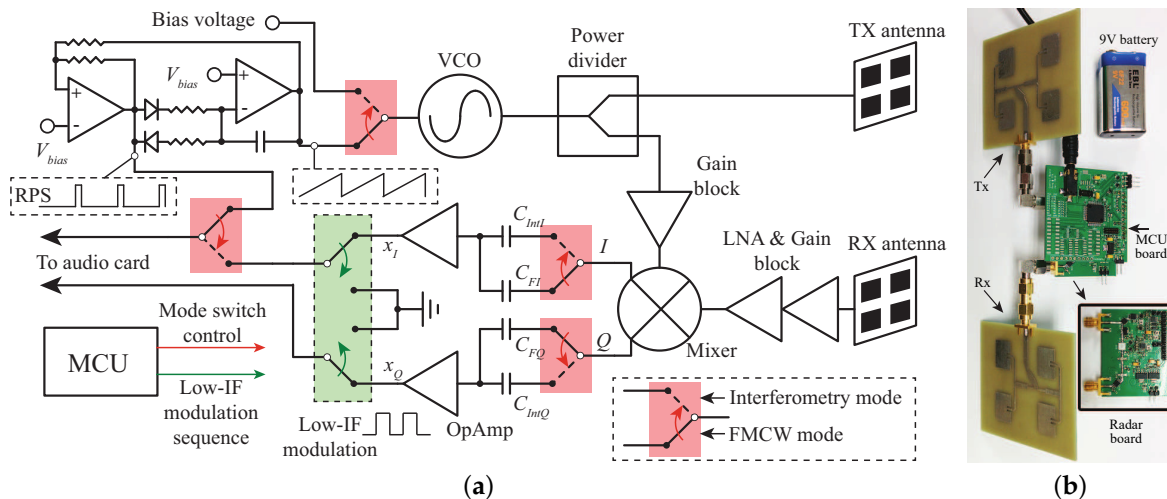 Bias voltage
VCO
Power
divider
TX antenna
9V battery
EBL
V_bias
V_bias
RPS
Gain
block
Tx
MCU
board
x_I
C_IntI
C_FI
I
LNA & Gain
block
RX antenna
To audio card
Rx
Mode switch
control
MCU
Low-IF
modulation
sequence
x_Q
C_FQ
C_IntQ
Q
Mixer
Low-IF
modulation
OpAmp
Interferometry mode
FMCW mode
Radar
board
(a)
(b)